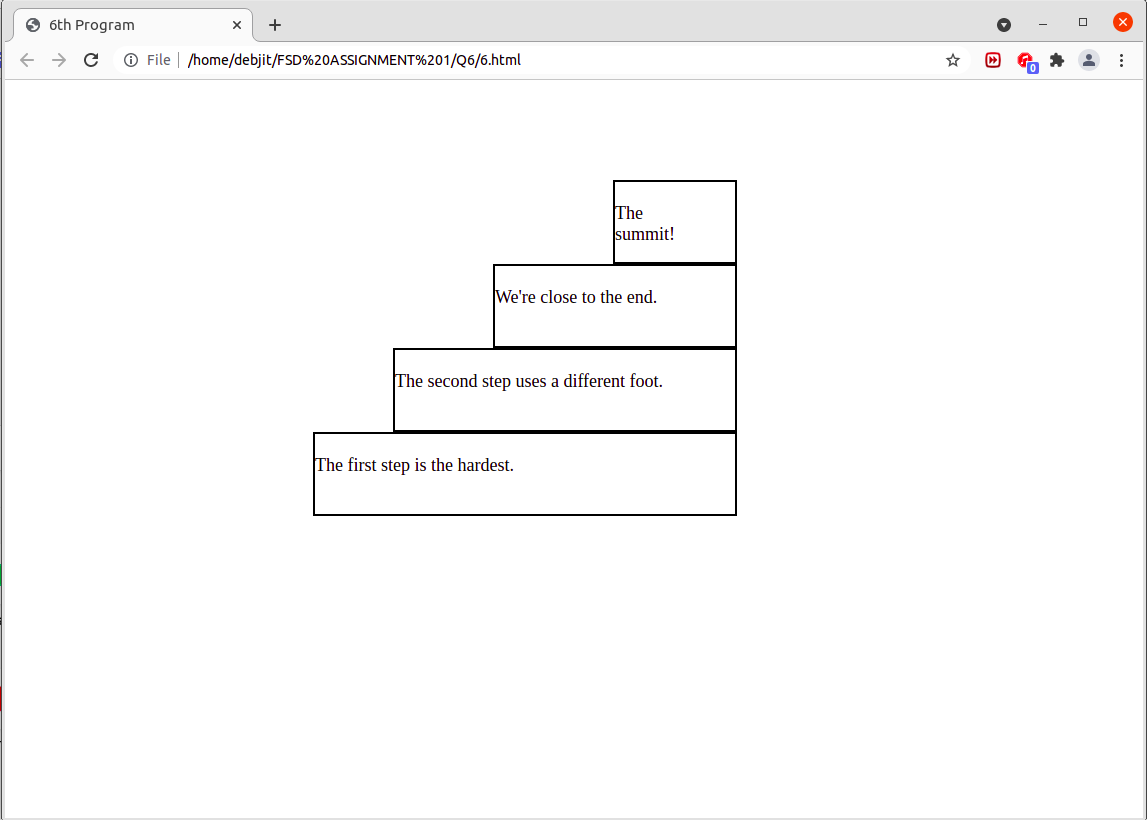 6th Program
File
/home/debjit/FSD%20ASSIGNMENT%201/Q6/6.html
0
The
summit!
We're close to the end.
The second step uses a different foot.
The first step is the hardest.